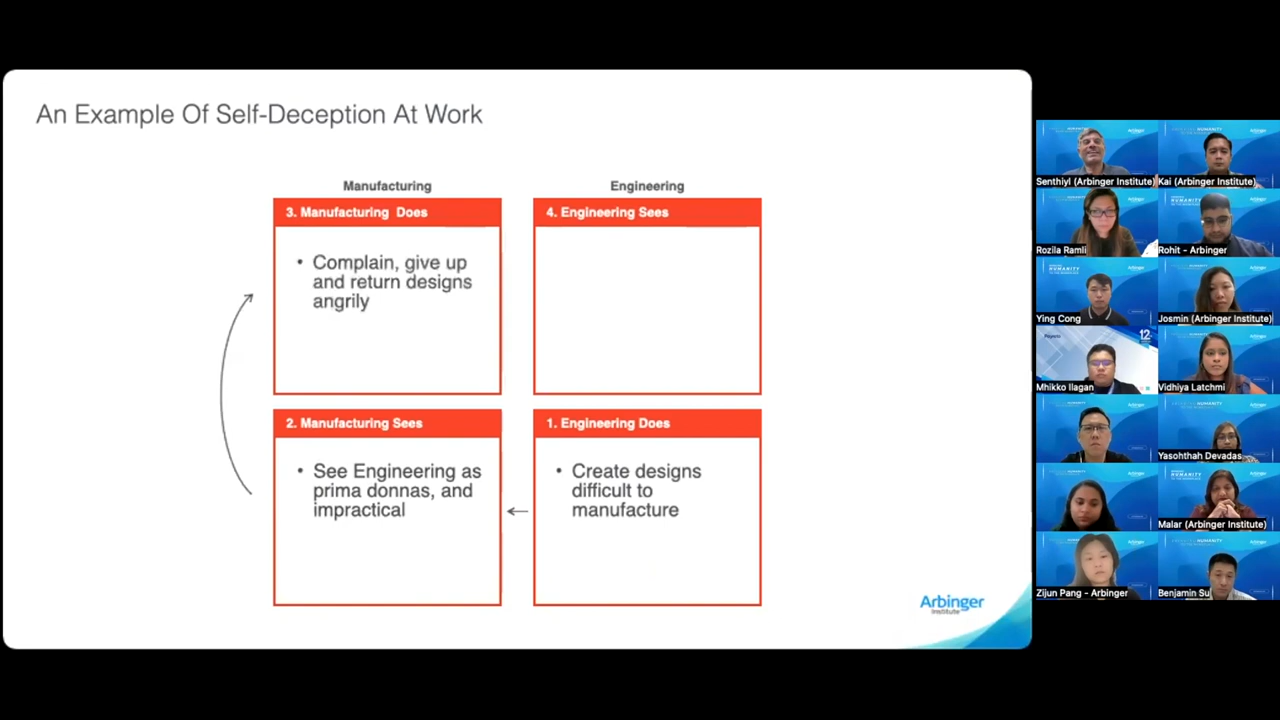 An Example Of Self-Deception At Work
Manufacturing
Engineering
3. Manufacturing Does
4. Engineering Sees
• Complain, give up
and return designs
angrily
2. Manufacturing Sees
1. Engineering Does
• See Engineering as
prima donnas, and
impractical
• Create designs
difficult to
manufacture
Arbinger
Institute
Senthiyl (Arbinger Institute)
Kai (Arbinger Institute)
Rozila Ramli
Rohit - Arbinger
Ying Cong
Josmin (Arbinger Institute)
12
Mhikko Ilagan
Vidhiya Latchmi
Yasohthah Devadas
Malar (Arbinger Institute)
Zijun Pang - Arbinger
Benjamin Su